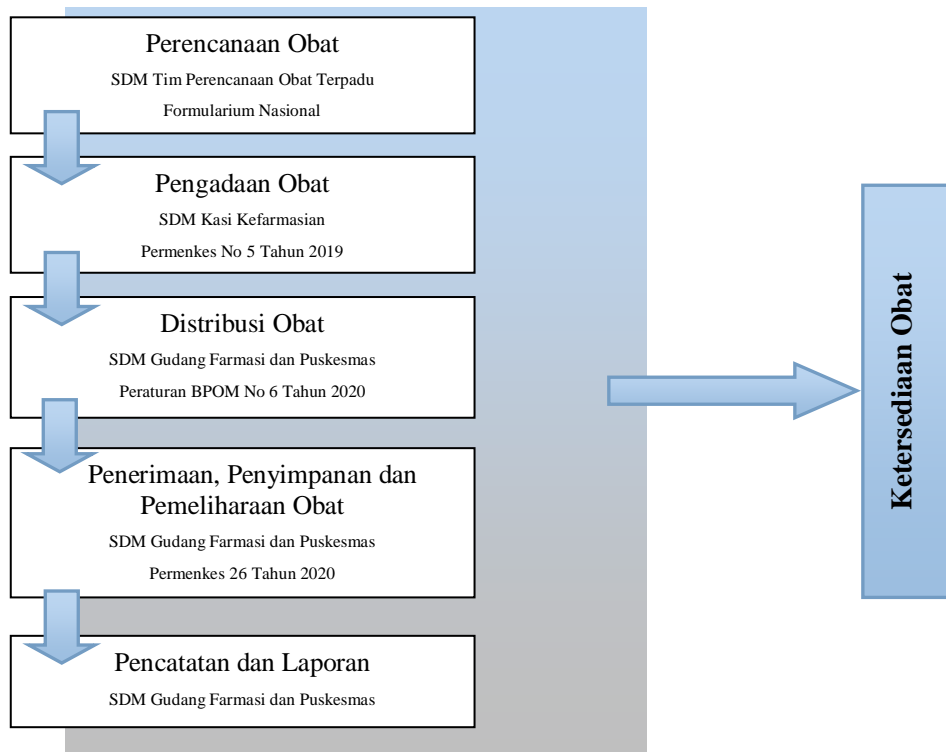 Perencanaan Obat
SDM Tim Perencanaan Obat Terpadu
Formularium Nasional
Pengadaan Obat
SDM Kasi Kefarmasian
Permenkes No 5 Tahun 2019
Distribusi Obat
SDM Gudang Farmasi dan Puskesmas
Peraturan BPOM No 6 Tahun 2020
Penerimaan, Penyimpanan dan
Pemeliharaan Obat
SDM Gudang Farmasi dan Puskesmas
Permenkes 26 Tahun 2020
Pencatatan dan Laporan
SDM Gudang Farmasi dan Puskesmas
Ketersediaan Obat